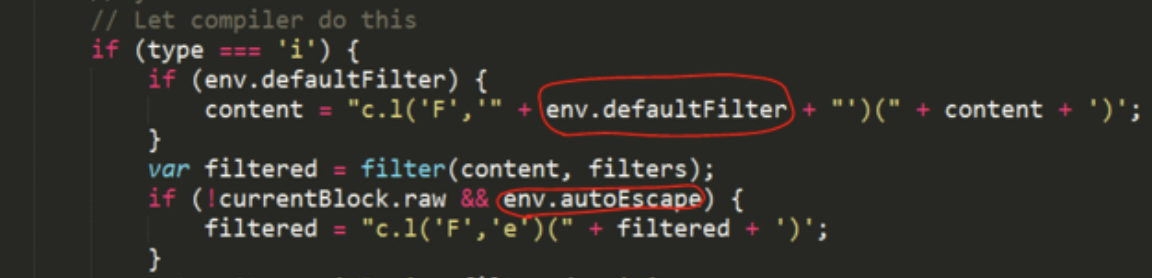 // Let compiler do this
if (type === 'i') {
if (env.defaultFilter) {
content = "c.l('F','" + env.defaultFilter + "')(" + content + ')';
}
var filtered = filter(content, filters);
if (!currentBlock.raw && env.autoEscape) {
filtered = "c.l('F','e')(" + filtered + ')';
}